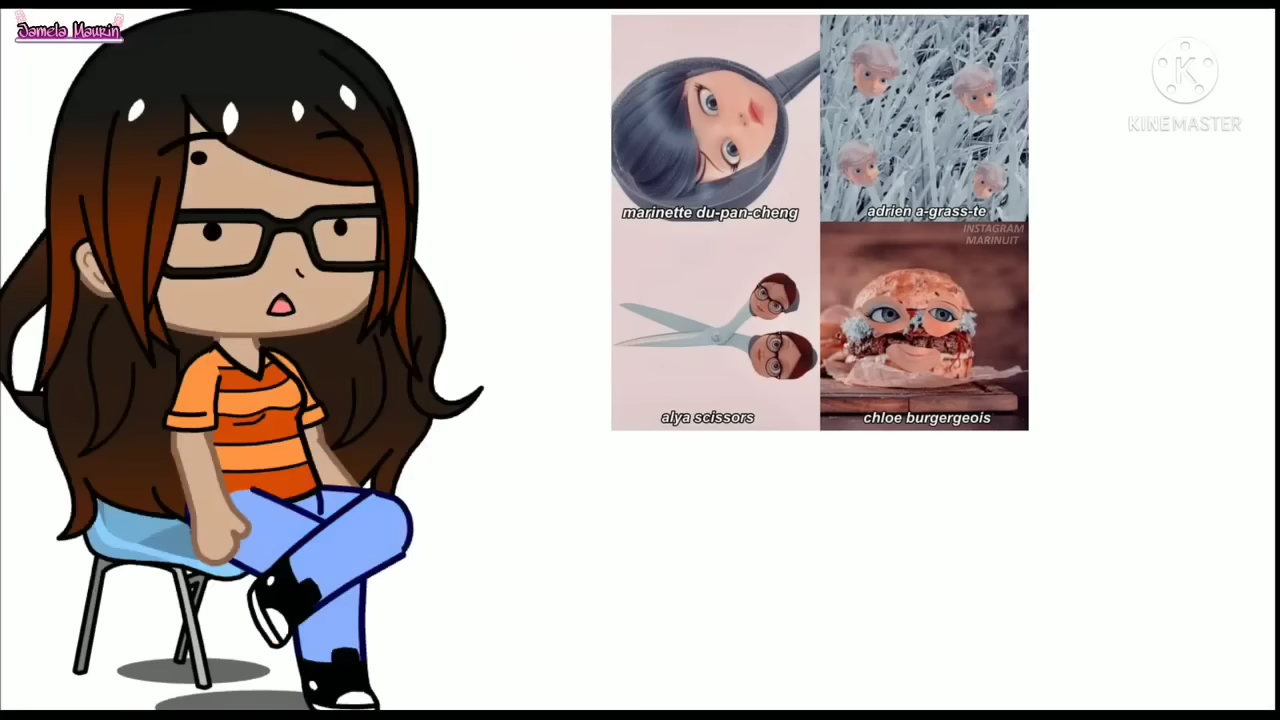 Jamela Maurin
KINEMASTER
marinette du-pan-cheng
adrien a-grass-te
INSTAGRAM
MARINUIT
alya scissors
chloe burgergeois